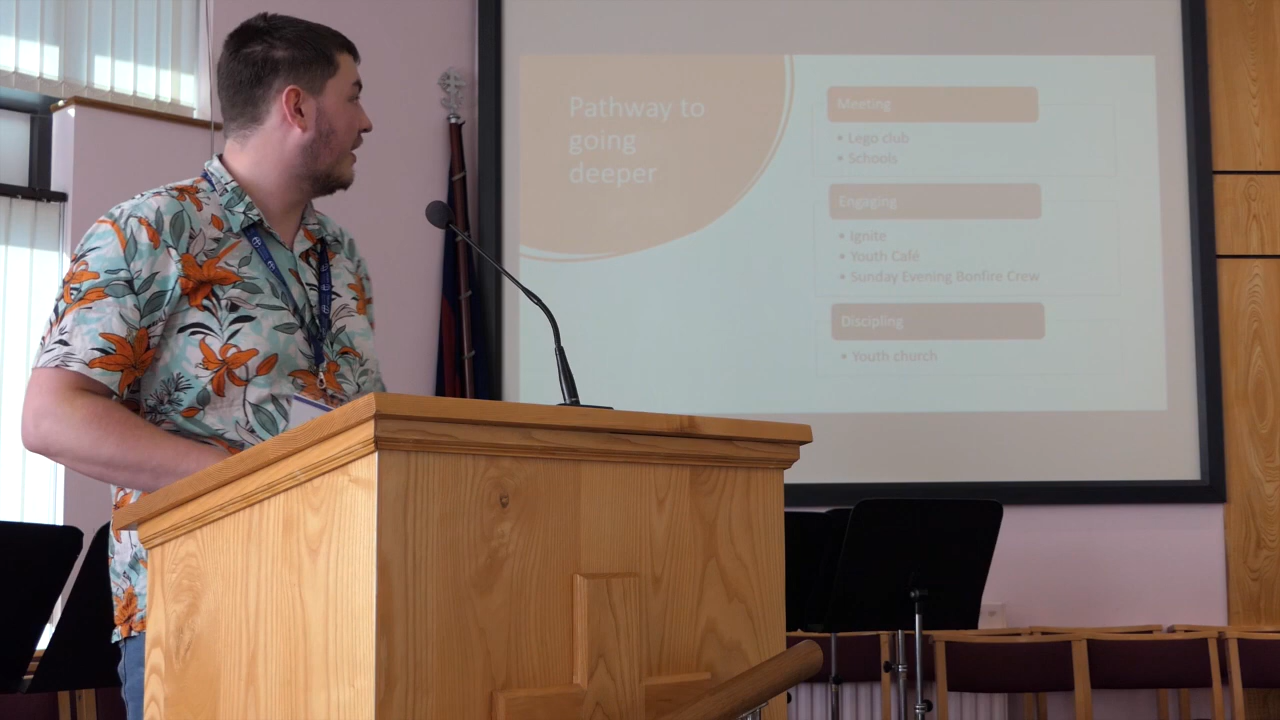 Pathway to
going
deeper
Meeting
• Lego club
• Schools
Engaging
• Ignite
• Youth Café
• Sunday Evening Bonfire Crew
Discipling
• Youth church